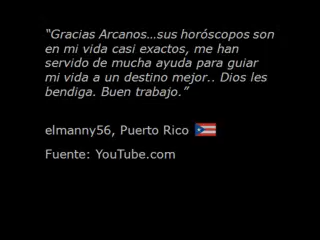 “Gracias Arcanos…sus horóscopos son
en mi vida casi exactos, me han
servido de mucha ayuda para guiar
mi vida a un destino mejor.. Dios les
bendiga. Buen trabajo.”
elmanny56, Puerto Rico
Fuente: YouTube.com